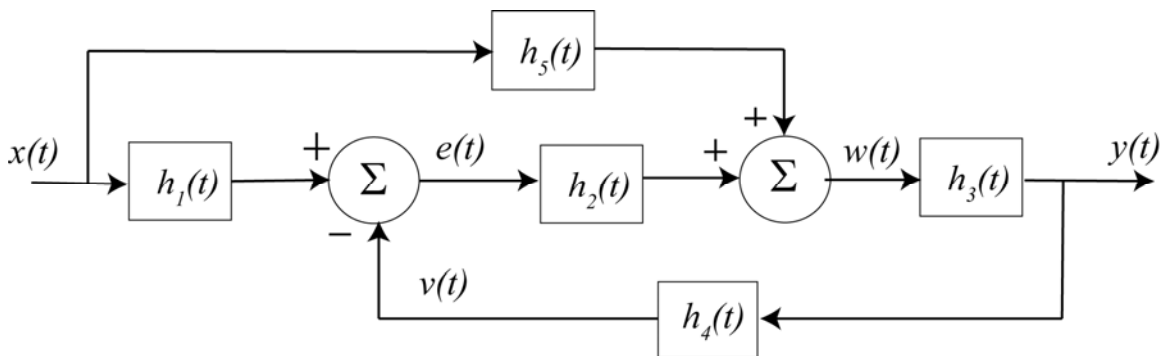 h₅(t)
x(t) h₁(t) + Σ e(t) h₂(t) + + Σ w(t) h₃(t) y(t)
−
v(t) h₄(t)